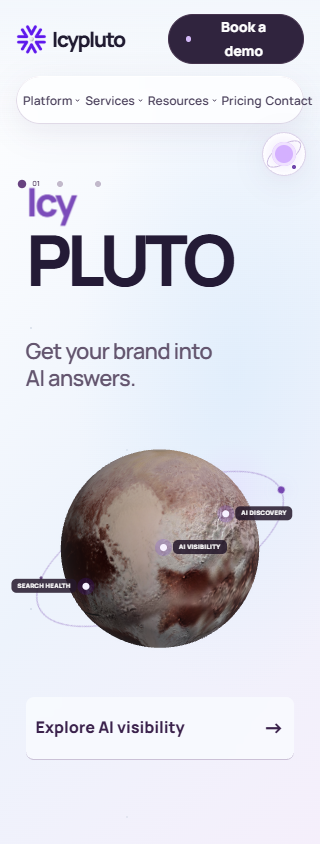 Icypluto
Book a
demo
Platform Services Resources Pricing Contact
01
Icy
PLUTO
Get your brand into
AI answers.
AI DISCOVERY
AI VISIBILITY
SEARCH HEALTH
Explore AI visibility →